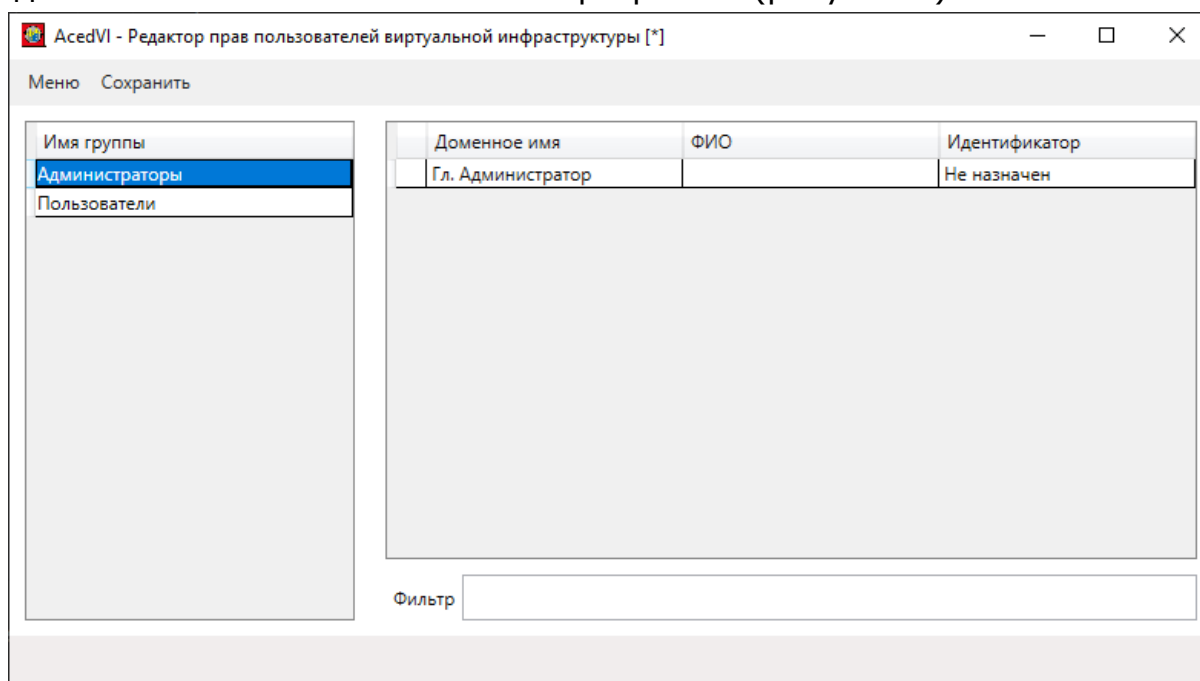 AcedVI - Редактор прав пользователей виртуальной инфраструктуры [*]
Меню Сохранить
Имя группы
Администраторы
Пользователи
Доменное имя ФИО Идентификатор
Гл. Администратор Не назначен
Фильтр